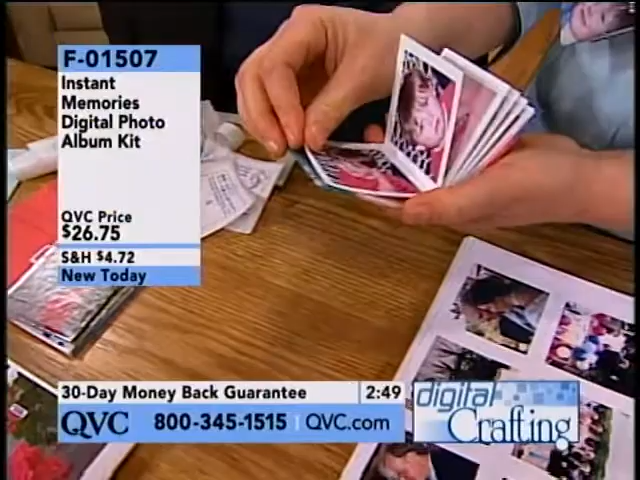 F-01507
Instant
Memories
Digital Photo
Album Kit
QVC Price
$26.75
S&H $4.72
New Today
30-Day Money Back Guarantee 2:49
QVC 800-345-1515 | QVC.com
digital Crafting